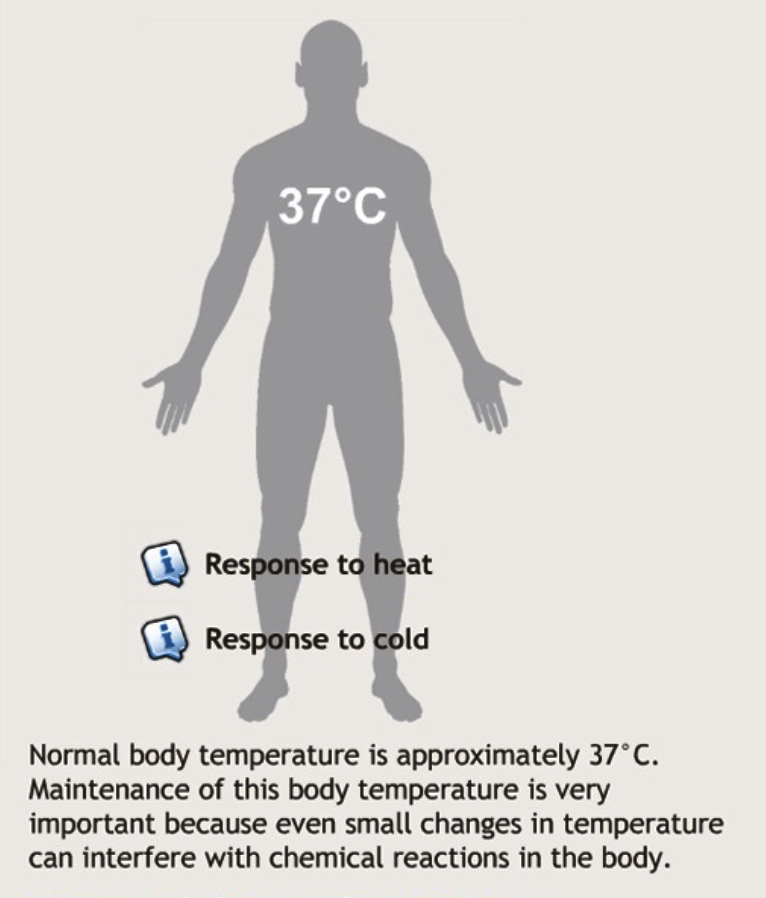 37°C
Response to heat
Response to cold
Normal body temperature is approximately 37°C.
Maintenance of this body temperature is very
important because even small changes in temperature
can interfere with chemical reactions in the body.